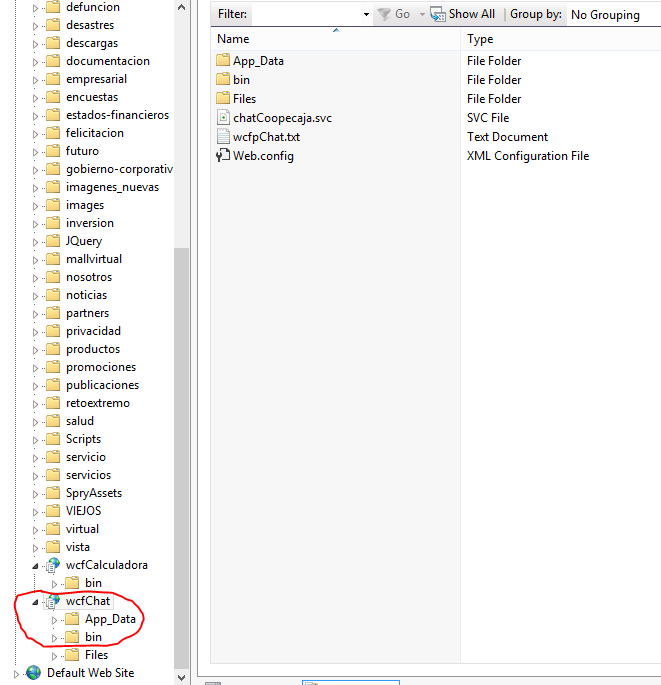 defuncion
desastres
descargas
documentacion
empresarial
encuestas
estados-financieros
felicitacion
futuro
gobierno-corporativ
imagenes_nuevas
images
inversion
JQuery
mallvirtual
nosotros
noticias
partners
privacidad
productos
promociones
publicaciones
retoextremo
salud
Scripts
servicio
servicios
SpryAssets
VIEJOS
virtual
vista
wcfCalculadora
bin
wcfChat
App_Data
bin
Files
Default Web Site
Filter: Go Show All Group by: No Grouping
Name Type
App_Data File Folder
bin File Folder
Files File Folder
chatCoopecaja.svc SVC File
wcfpChat.txt Text Document
Web.config XML Configuration File